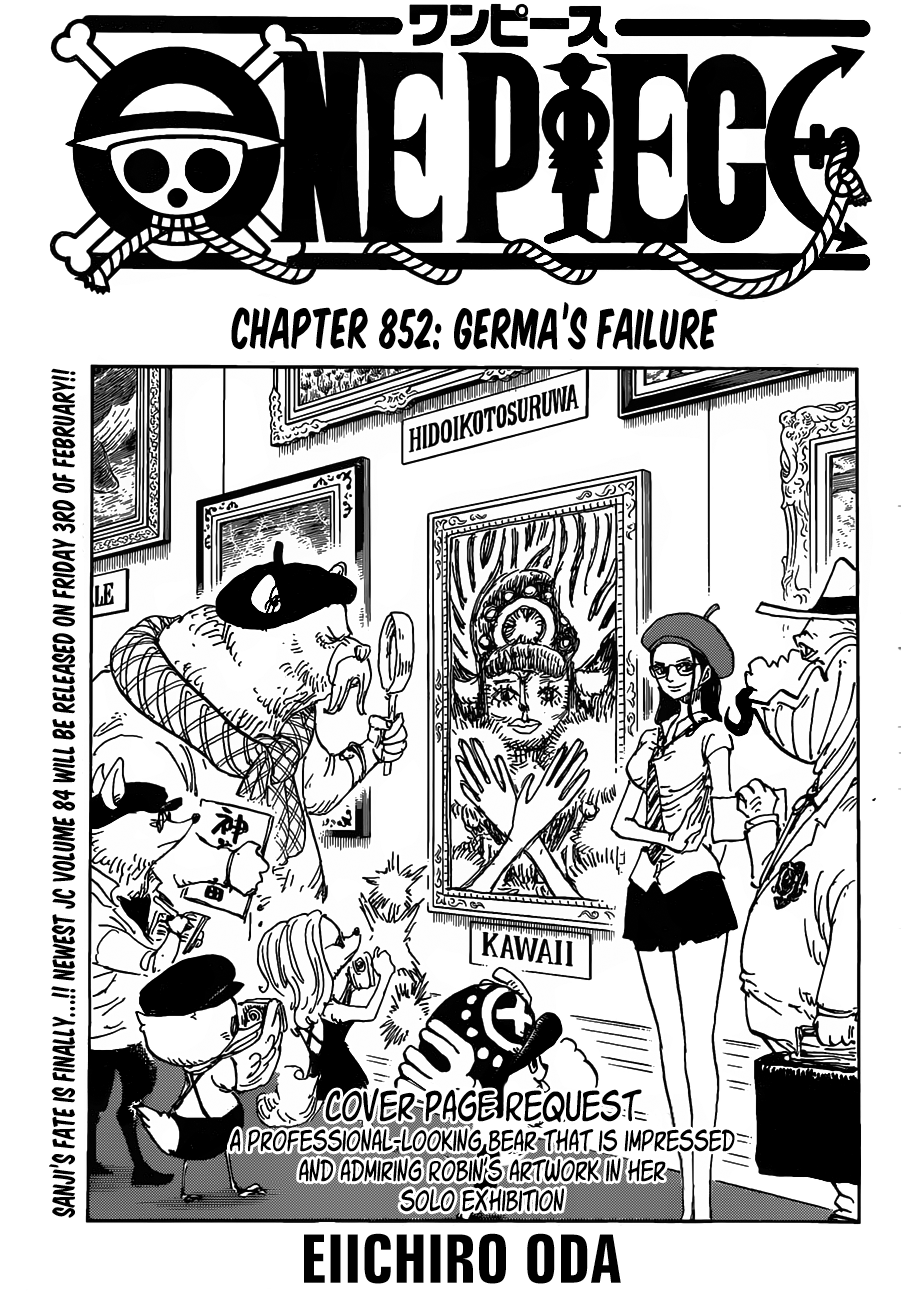 ワンピース
ONE PIECE
CHAPTER 852: GERMA'S FAILURE
SANJI'S FATE IS FINALLY...!! NEWEST JC VOLUME 84 WILL BE RELEASED ON FRIDAY 3RD OF FEBRUARY!!
HIDOIKOTOSURUWA
LE
神
KAWAII
COVER PAGE REQUEST
A PROFESSIONAL-LOOKING BEAR THAT IS IMPRESSED
AND ADMIRING ROBIN'S ARTWORK IN HER
SOLO EXHIBITION
EIICHIRO ODA